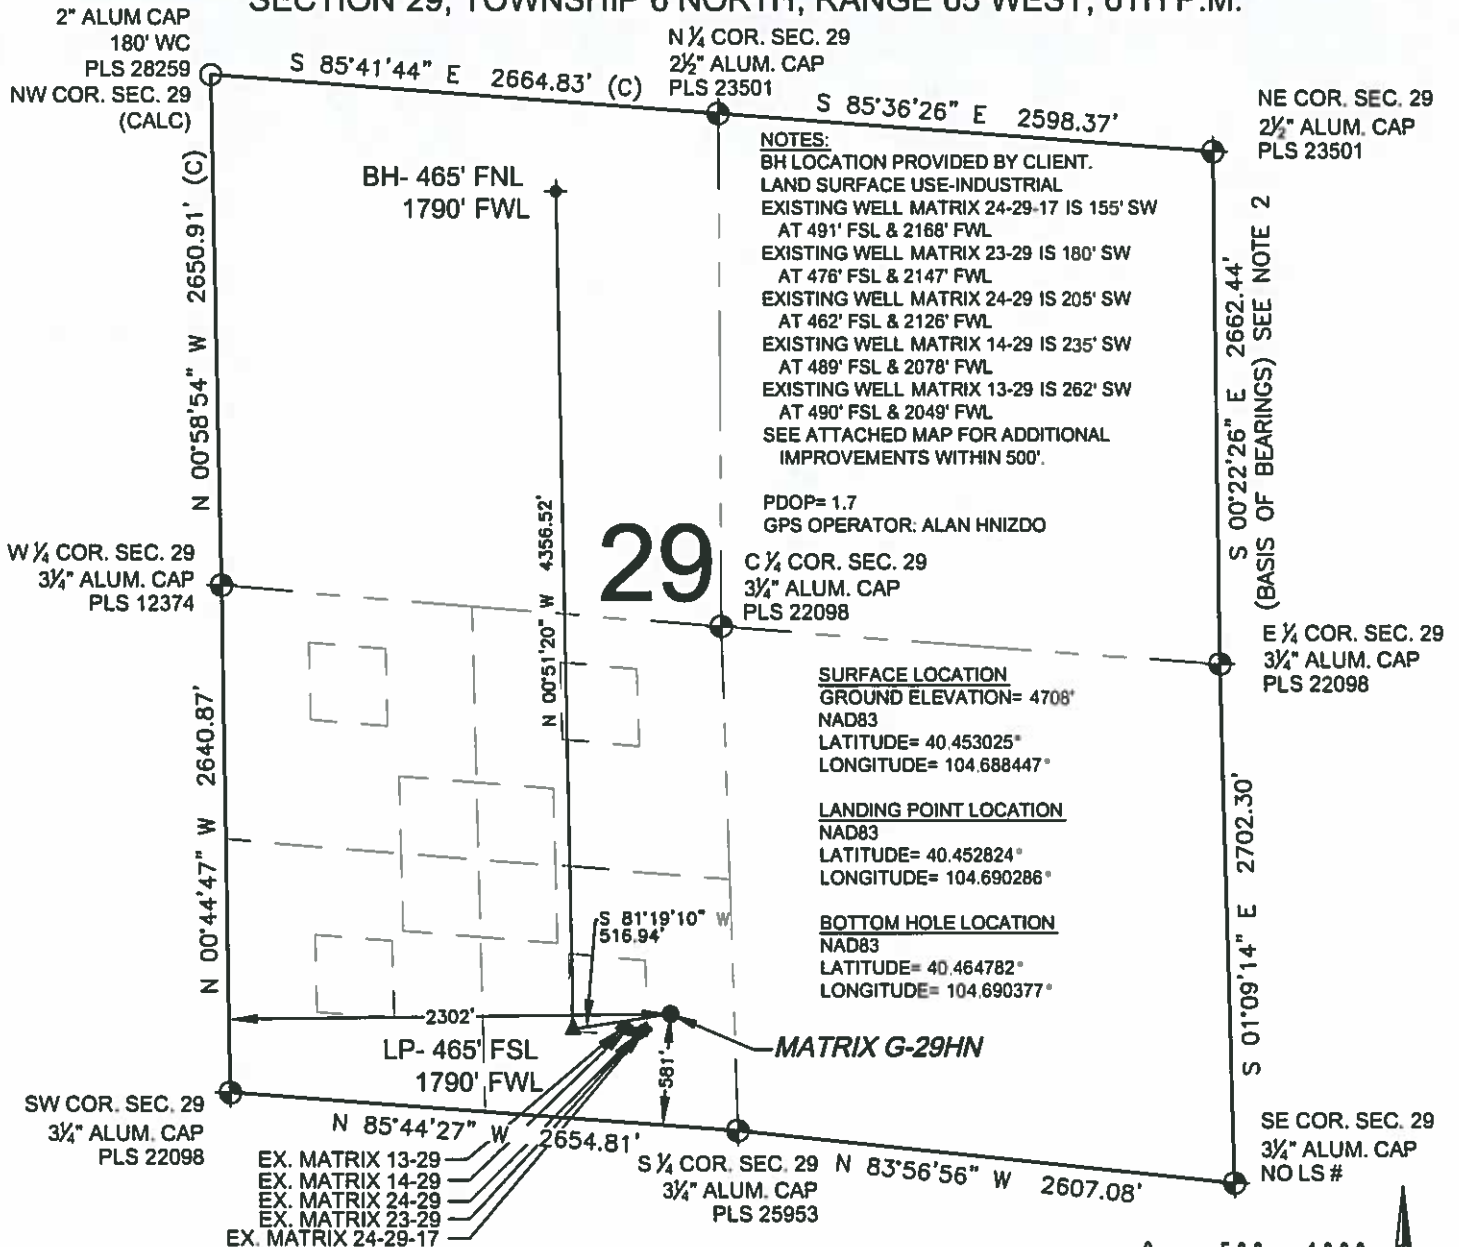 SECTION 29, TOWNSHIP 6 NORTH, RANGE 65 WEST, 6TH P.M.
2" ALUM CAP
180' WC
PLS 28259
NW COR. SEC. 29
(CALC)
S 85°41'44" E 2664.83' (C)
N ¼ COR. SEC. 29
2½" ALUM. CAP
PLS 23501
S 85°36'26" E 2598.37'
NE COR. SEC. 29
2½" ALUM. CAP
PLS 23501
BH- 465' FNL
1790' FWL
NOTES:
BH LOCATION PROVIDED BY CLIENT.
LAND SURFACE USE-INDUSTRIAL
EXISTING WELL MATRIX 24-29-17 IS 155' SW
AT 491' FSL & 2168' FWL
EXISTING WELL MATRIX 23-29 IS 180' SW
AT 476' FSL & 2147' FWL
EXISTING WELL MATRIX 24-29 IS 205' SW
AT 462' FSL & 2126' FWL
EXISTING WELL MATRIX 14-29 IS 235' SW
AT 489' FSL & 2078' FWL
EXISTING WELL MATRIX 13-29 IS 262' SW
AT 490' FSL & 2049' FWL
SEE ATTACHED MAP FOR ADDITIONAL
IMPROVEMENTS WITHIN 500'.
PDOP= 1.7
GPS OPERATOR: ALAN HNIZDO
N 00°58'54" W 2650.91' (C)
S 00°22'26" E 2662.44'
(BASIS OF BEARINGS) SEE NOTE 2
N 00°51'20" W 4356.52'
29
W ¼ COR. SEC. 29
3¼" ALUM. CAP
PLS 12374
C ¼ COR. SEC. 29
3¼" ALUM. CAP
PLS 22098
E ¼ COR. SEC. 29
3¼" ALUM. CAP
PLS 22098
SURFACE LOCATION
GROUND ELEVATION= 4708'
NAD83
LATITUDE= 40.453025°
LONGITUDE= 104.688447°
LANDING POINT LOCATION
NAD83
LATITUDE= 40.452824°
LONGITUDE= 104.690286°
BOTTOM HOLE LOCATION
NAD83
LATITUDE= 40.464782°
LONGITUDE= 104.690377°
N 00°44'47" W 2640.87'
S 01°09'14" E 2702.30'
S 81°19'10" W
516.94'
2302'
581'
MATRIX G-29HN
LP- 465' FSL
1790' FWL
SW COR. SEC. 29
3¼" ALUM. CAP
PLS 22098
N 85°44'27" W 2654.81'
EX. MATRIX 13-29
EX. MATRIX 14-29
EX. MATRIX 24-29
EX. MATRIX 23-29
EX. MATRIX 24-29-17
S ¼ COR. SEC. 29
3¼" ALUM. CAP
PLS 25953
N 83°56'56" W 2607.08'
SE COR. SEC. 29
3¼" ALUM. CAP
NO LS #